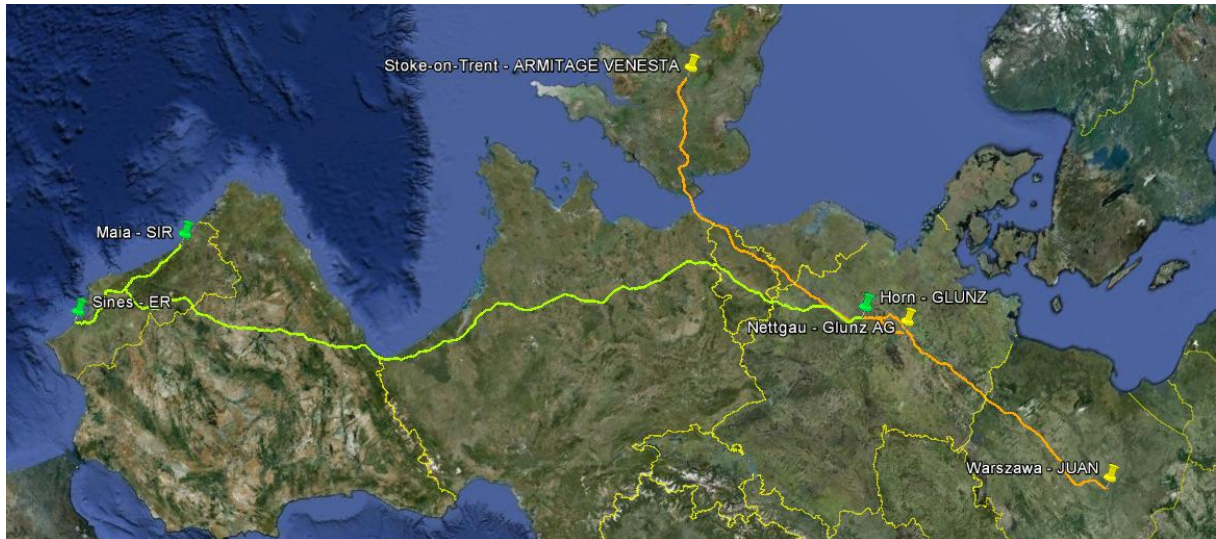 Stoke-on-Trent - ARMITAGE VENESTA
Maia - SIR
Sines - ER
Horn - GLUNZ
Nettgau - Glunz AG
Warszawa - JUAN